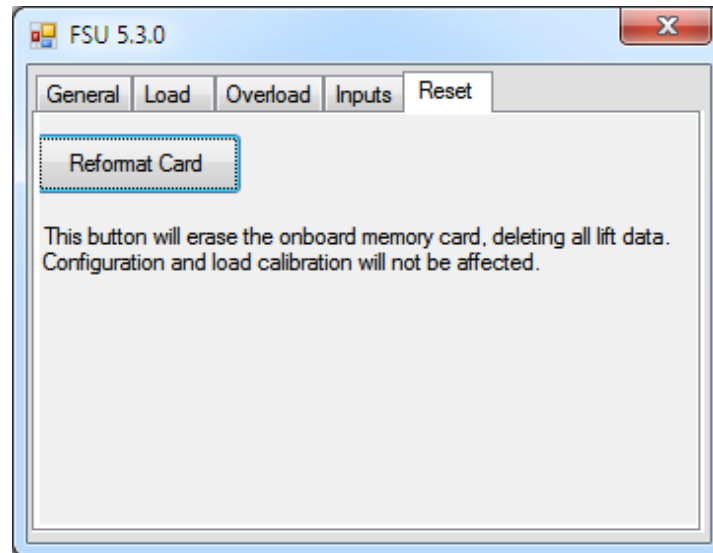 FSU 5.3.0
General Load Overload Inputs Reset
Reformat Card
This button will erase the onboard memory card, deleting all lift data.
Configuration and load calibration will not be affected.